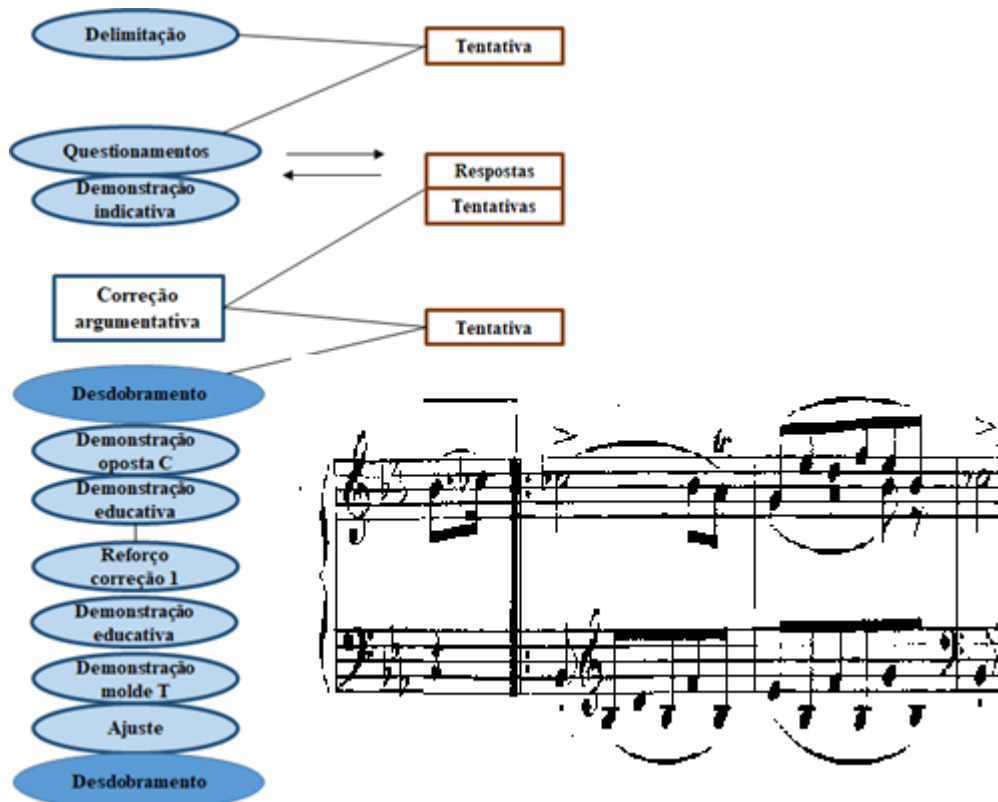 Delimitação
Tentativa
Questionamentos
Demonstração
indicativa
Respostas
Tentativas
Correção
argumentativa
Tentativa
Desdobramento
Demonstração
oposta C
Demonstração
educativa
Reforço
correção 1
Demonstração
educativa
Demonstração
molde T
Ajuste
Desdobramento
tr